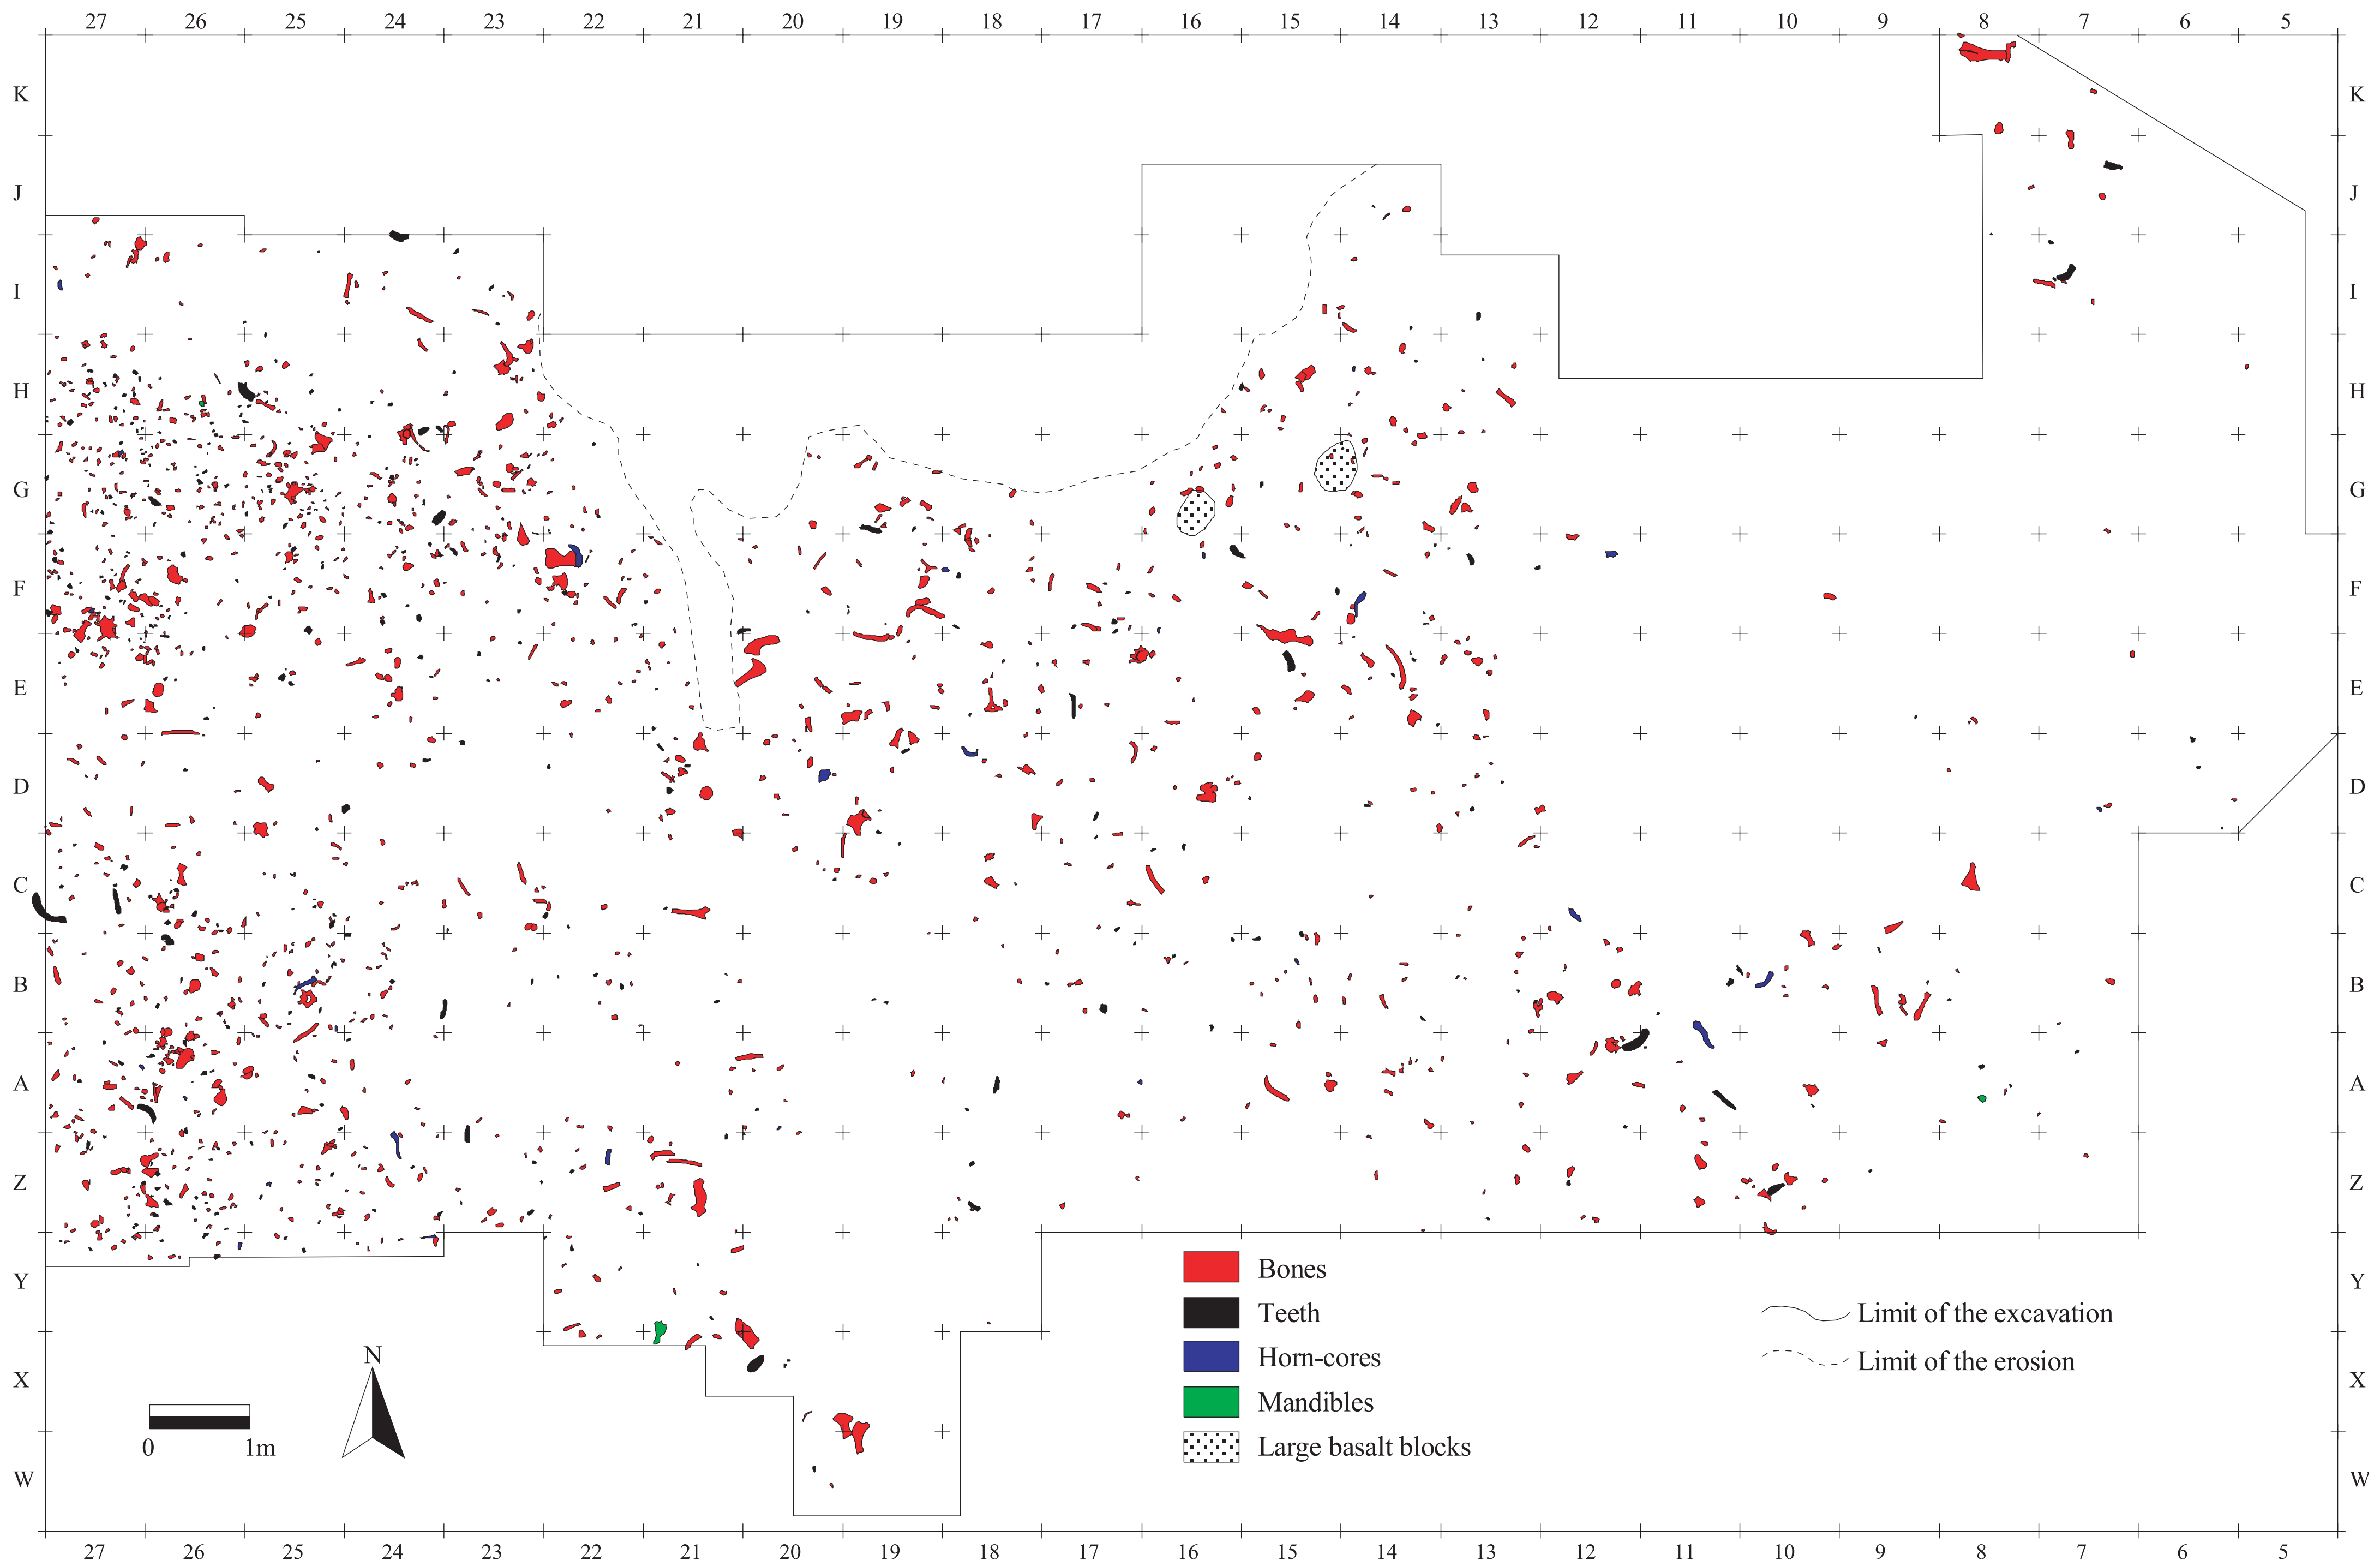 27 26 25 24 23 22 21 20 19 18 17 16 15 14 13 12 11 10 9 8 7 6 5
K K
J J
I I
H H
G G
F F
E E
D D
C C
B B
A A
Z Z
Bones
Y Y
Teeth
Limit of the excavation
Horn-cores
Limit of the erosion
N
X X
Mandibles
0 1m
Large basalt blocks
W W
27 26 25 24 23 22 21 20 19 18 17 16 15 14 13 12 11 10 9 8 7 6 5